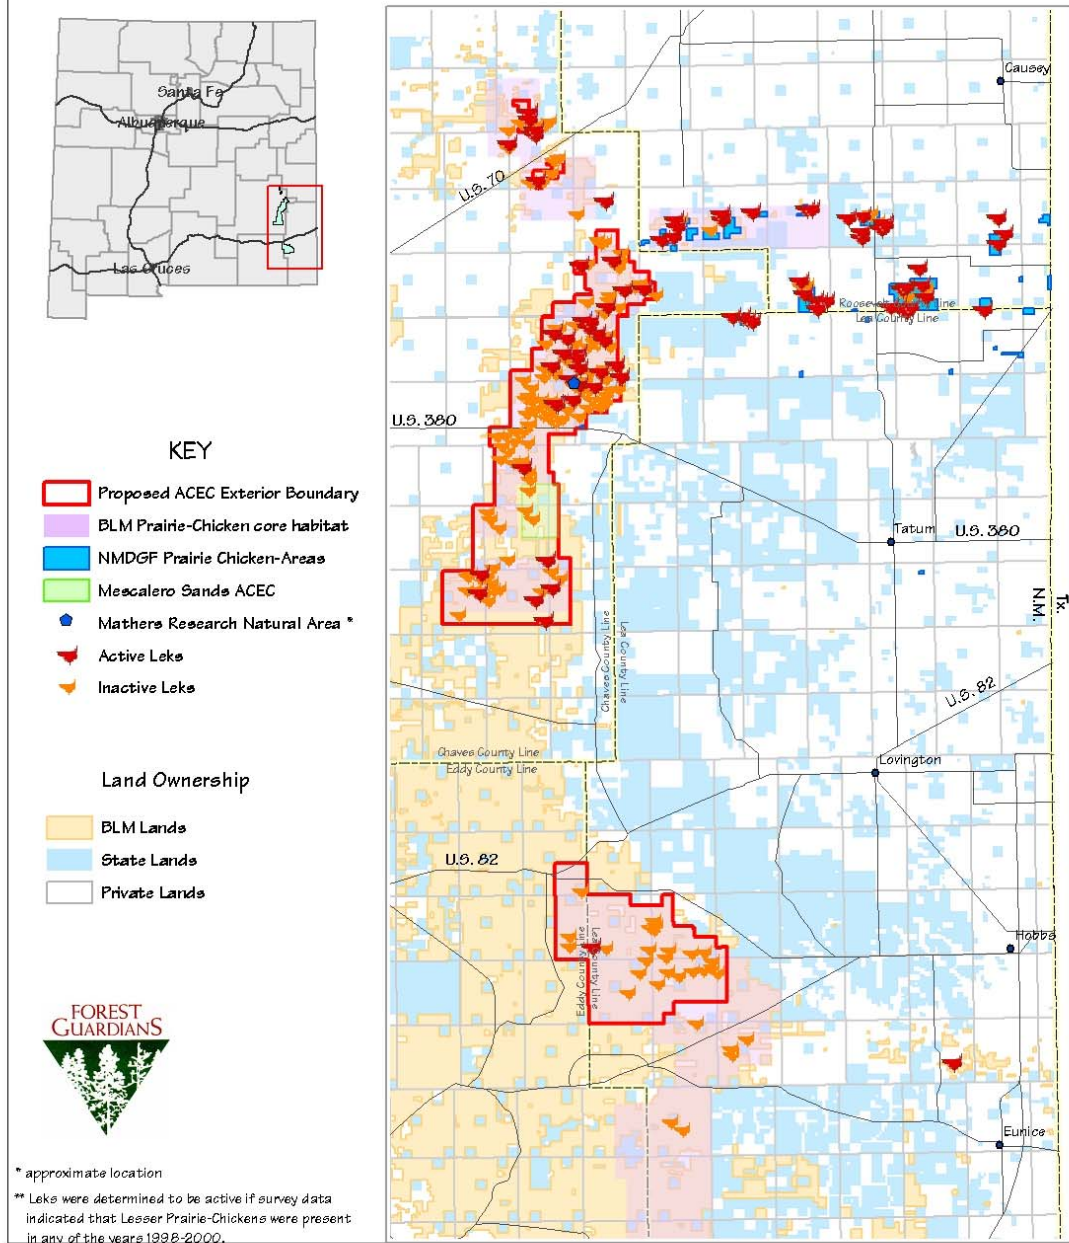 Santa Fe
Albuquerque
Las Cruces
KEY
Proposed ACEC Exterior Boundary
BLM Prairie-Chicken core habitat
NMDGF Prairie Chicken-Areas
Mescalero Sands ACEC
Mathers Research Natural Area *
Active Leks
Inactive Leks
Land Ownership
BLM Lands
State Lands
Private Lands
FOREST
GUARDIANS
* approximate location
** Leks were determined to be active if survey data
indicated that Lesser Prairie-Chickens were present
in any of the years 1998-2000.
Causey
U.S. 70
Roosevelt County Line
Lea County Line
U.S. 380
Tatum
U.S. 380
Tx.
N.M.
Chaves County Line
Lea County Line
U.S. 82
Chaves County Line
Eddy County Line
Lovington
U.S. 82
Eddy County Line
Lea County Line
Hobbs
Eunice